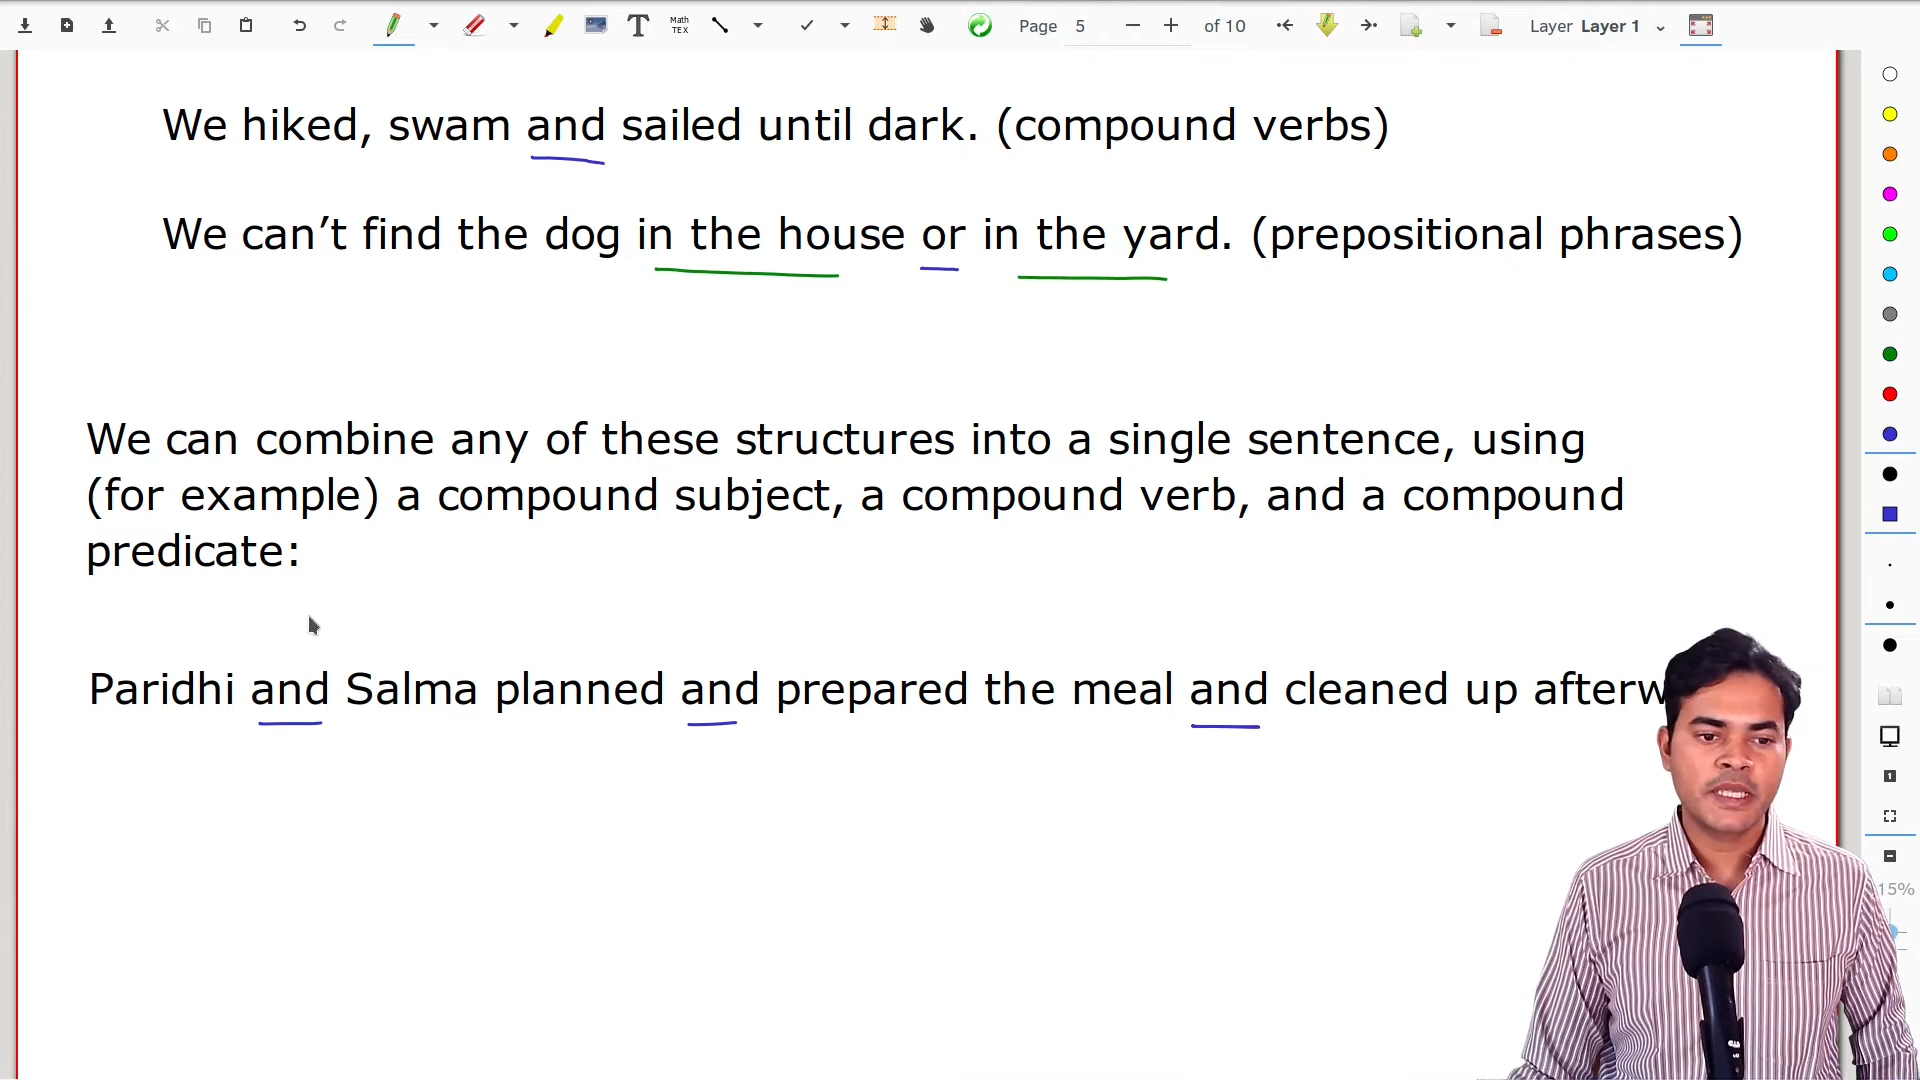 Math
TEX
Page 5 of 10 Layer Layer 1
We hiked, swam and sailed until dark. (compound verbs)
We can’t find the dog in the house or in the yard. (prepositional phrases)
We can combine any of these structures into a single sentence, using
(for example) a compound subject, a compound verb, and a compound
predicate:
Paridhi and Salma planned and prepared the meal and cleaned up afterw
15%